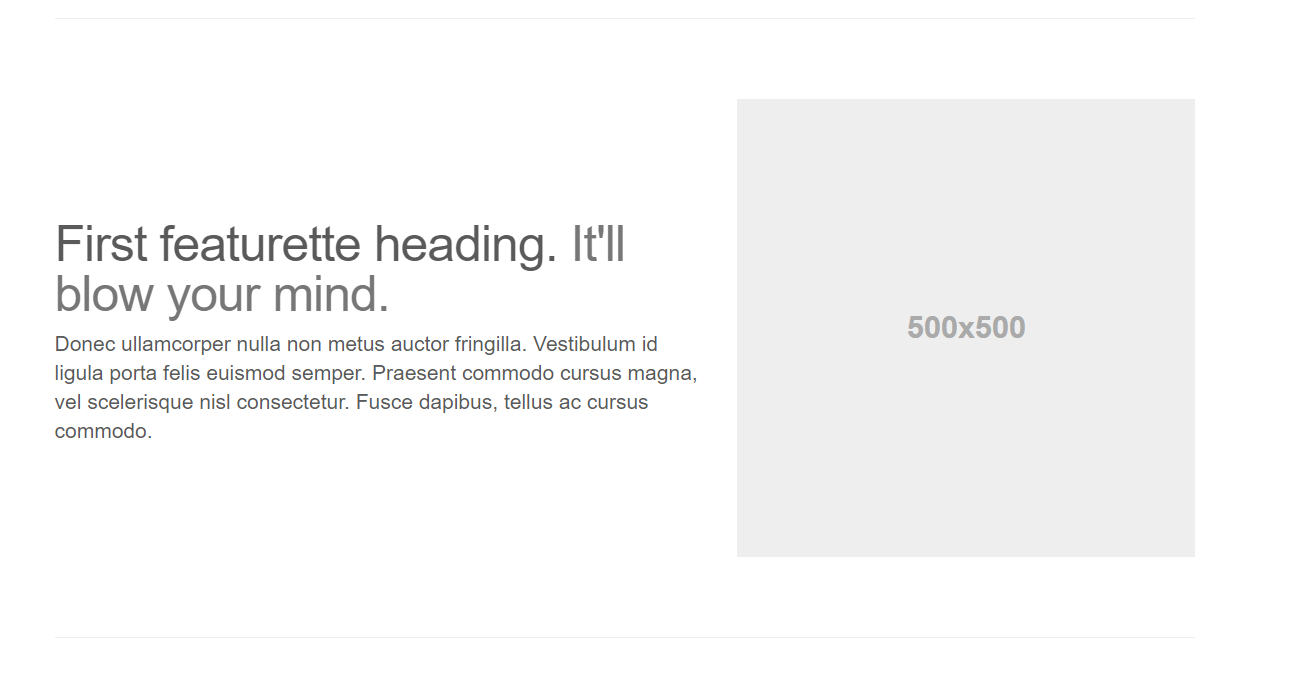 First featurette heading. It'll
blow your mind.
Donec ullamcorper nulla non metus auctor fringilla. Vestibulum id
ligula porta felis euismod semper. Praesent commodo cursus magna,
vel scelerisque nisl consectetur. Fusce dapibus, tellus ac cursus
commodo.
500x500